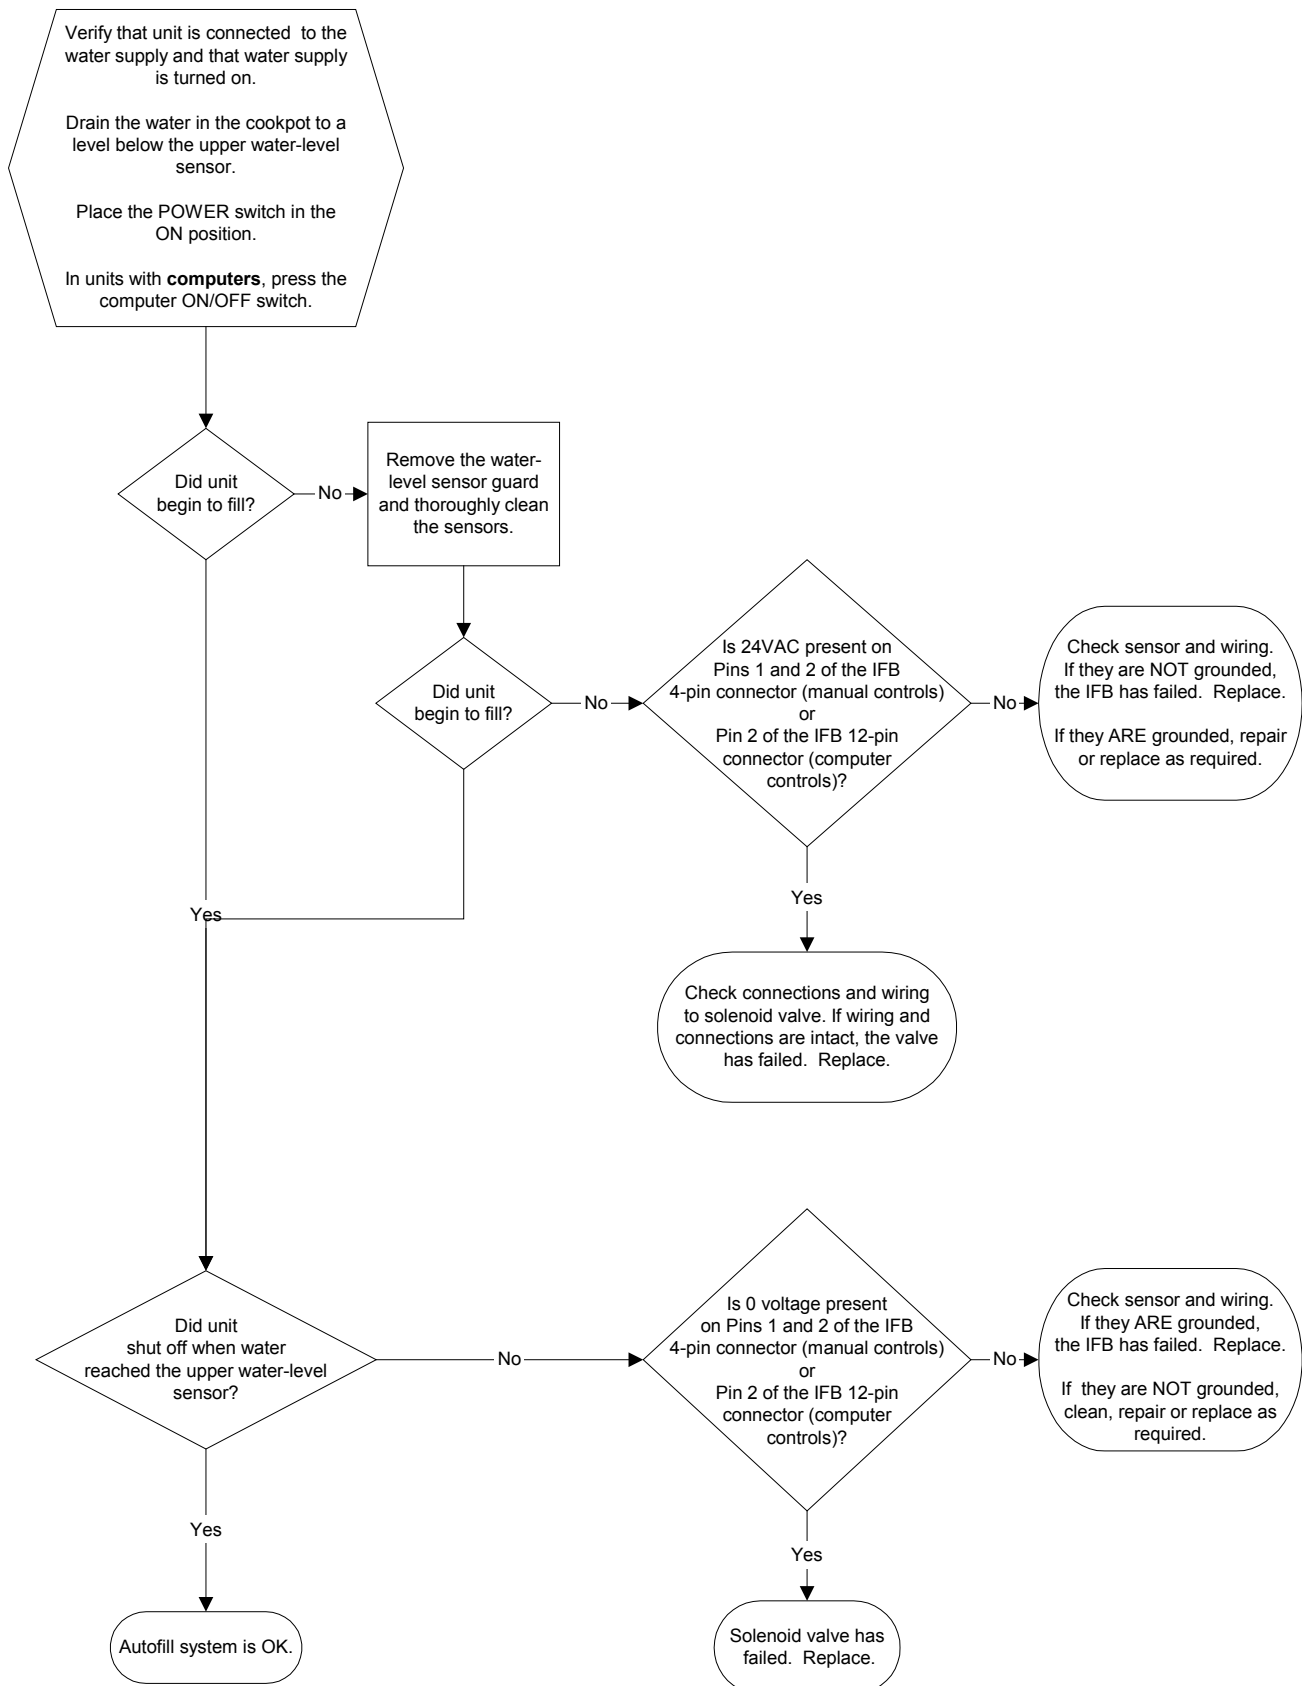 Verify that unit is connected to the
water supply and that water supply
is turned on.
Drain the water in the cookpot to a
level below the upper water-level
sensor.
Place the POWER switch in the
ON position.
In units with computers, press the
computer ON/OFF switch.
Did unit
begin to fill?
No
Remove the water-
level sensor guard
and thoroughly clean
the sensors.
Did unit
begin to fill?
No
Is 24VAC present on
Pins 1 and 2 of the IFB
4-pin connector (manual controls)
or
Pin 2 of the IFB 12-pin
connector (computer
controls)?
No
Check sensor and wiring.
If they are NOT grounded,
the IFB has failed. Replace.
If they ARE grounded, repair
or replace as required.
Yes
Yes
Check connections and wiring
to solenoid valve. If wiring and
connections are intact, the valve
has failed. Replace.
Did unit
shut off when water
reached the upper water-level
sensor?
No
Is 0 voltage present
on Pins 1 and 2 of the IFB
4-pin connector (manual controls)
or
Pin 2 of the IFB 12-pin
connector (computer
controls)?
No
Check sensor and wiring.
If they ARE grounded,
the IFB has failed. Replace.
If they are NOT grounded,
clean, repair or replace as
required.
Yes
Yes
Autofill system is OK.
Solenoid valve has
failed. Replace.